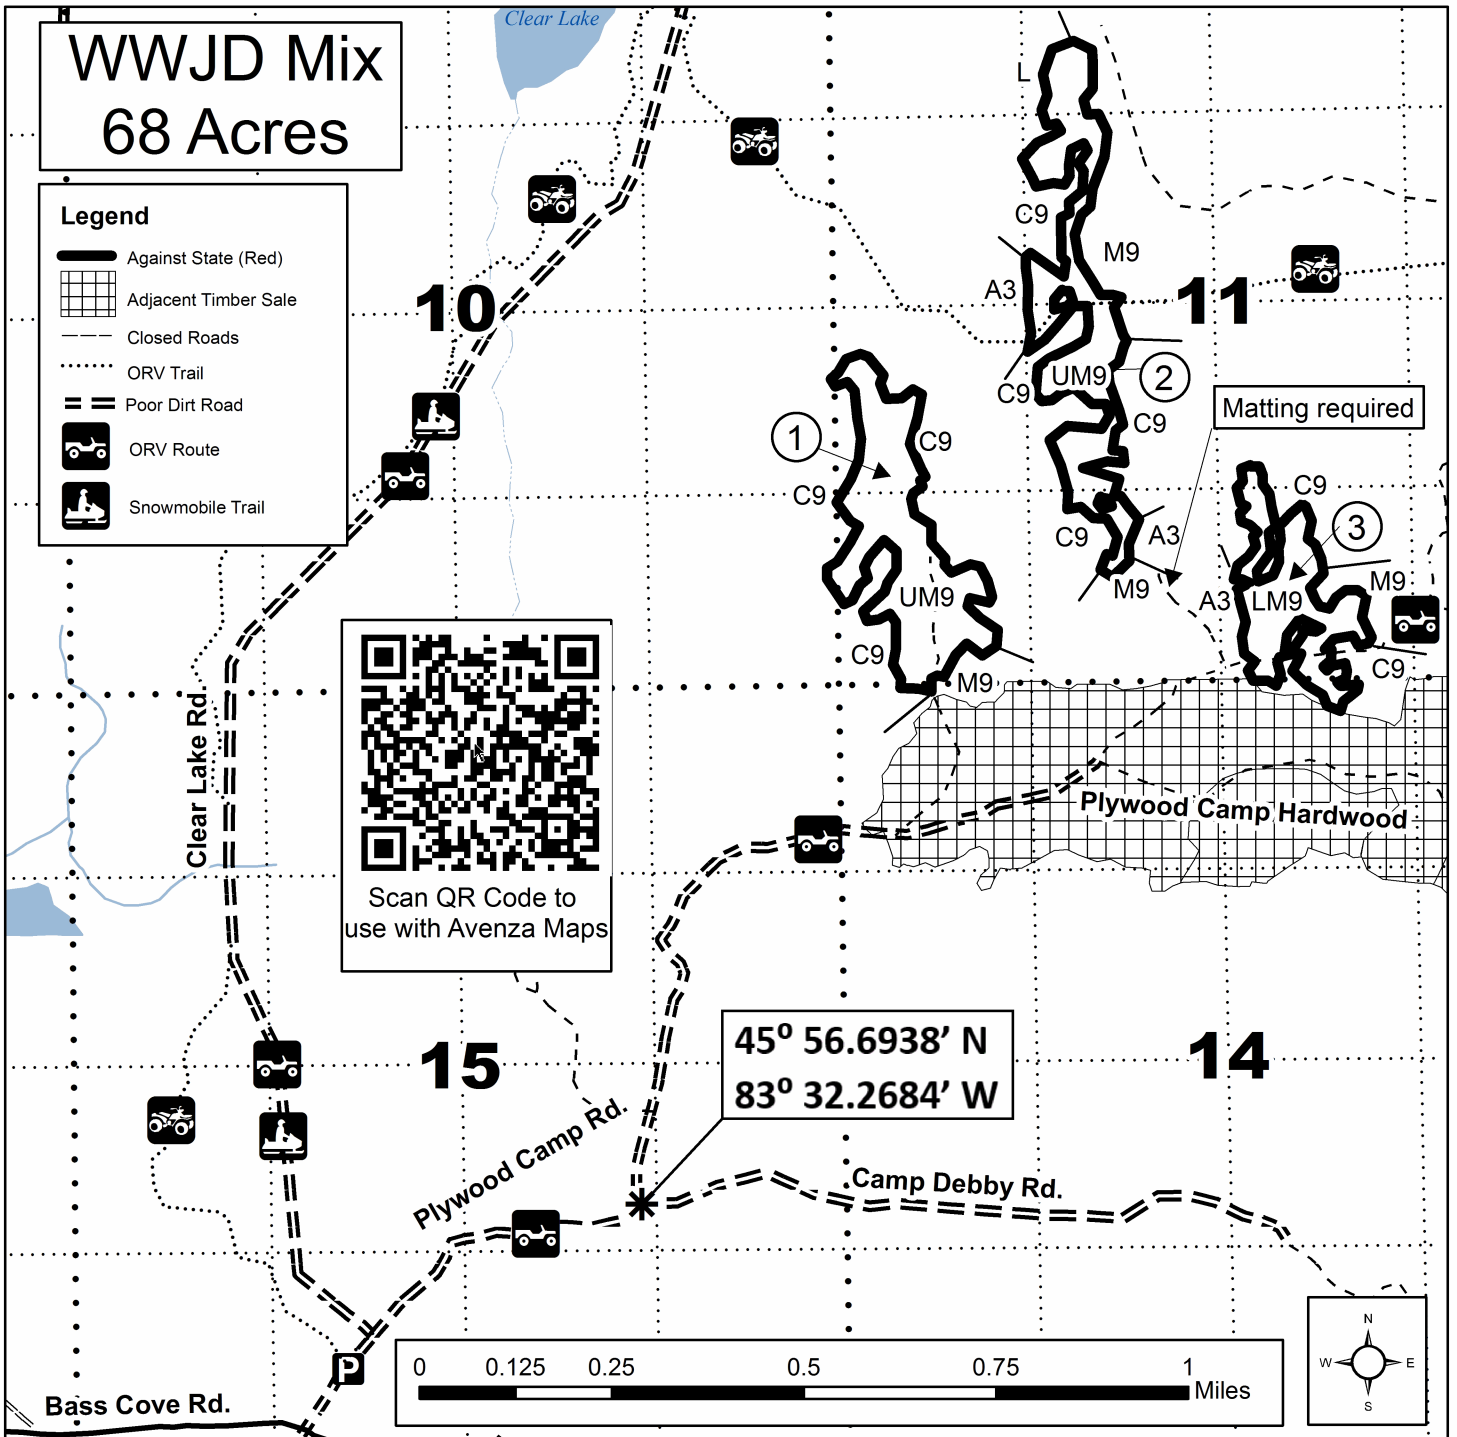 Clear Lake
WWJD Mix
68 Acres
Legend
Against State (Red)
Adjacent Timber Sale
Closed Roads
ORV Trail
Poor Dirt Road
ORV Route
Snowmobile Trail
10
11
L
C9
M9
A3
C9
UM9
2
C9
Matting required
1
C9
C9
C9
A3
M9
C9
3
M9
A3
LM9
C9
UM9
C9
M9
Clear Lake Rd.
Plywood Camp Hardwood
Scan QR Code to
use with Avenza Maps
45⁰ 56.6938’ N
83⁰ 32.2684’ W
15
14
Plywood Camp Rd.
Camp Debby Rd.
P
Bass Cove Rd.
0 0.125 0.25 0.5 0.75 1
Miles
N
W E
S